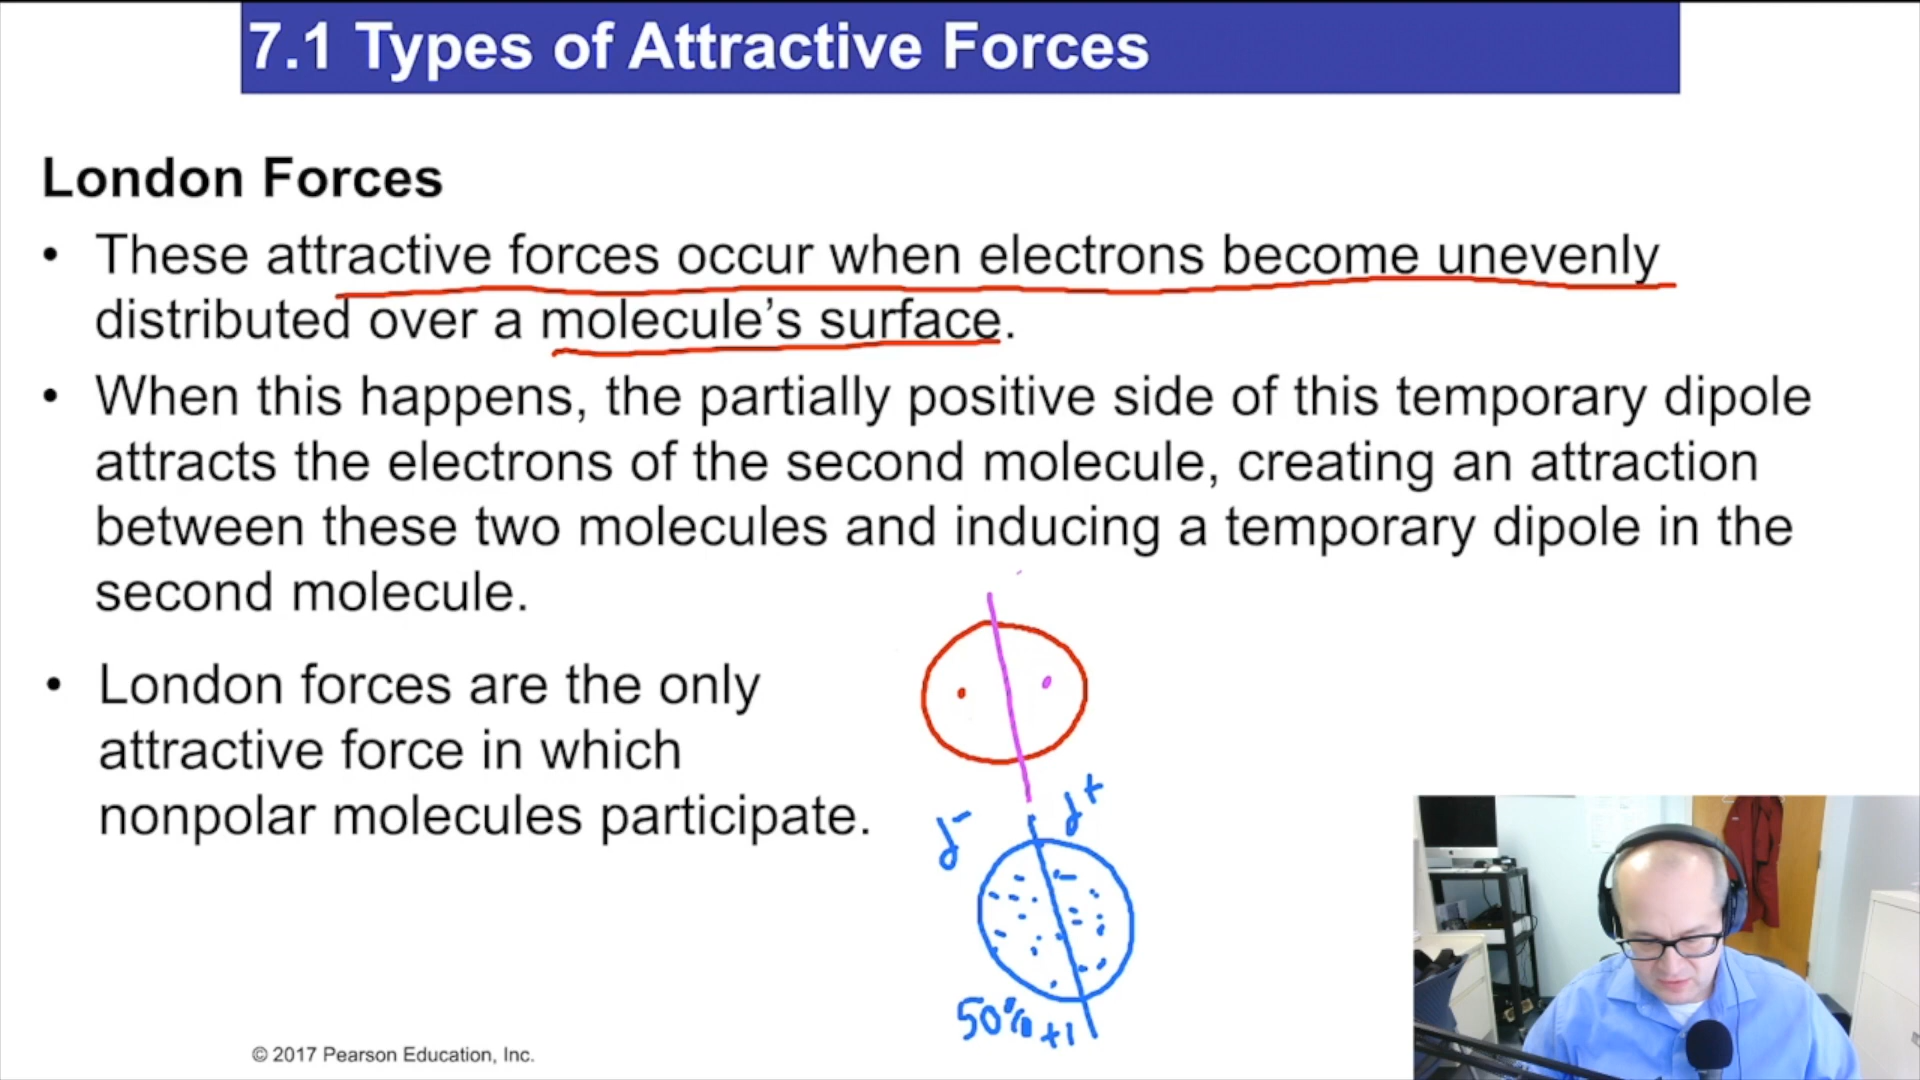 7.1 Types of Attractive Forces
London Forces
• These attractive forces occur when electrons become unevenly
distributed over a molecule’s surface.
• When this happens, the partially positive side of this temporary dipole
attracts the electrons of the second molecule, creating an attraction
between these two molecules and inducing a temporary dipole in the
second molecule.
• London forces are the only
attractive force in which
nonpolar molecules participate.
δ- δ+
50% +1
© 2017 Pearson Education, Inc.